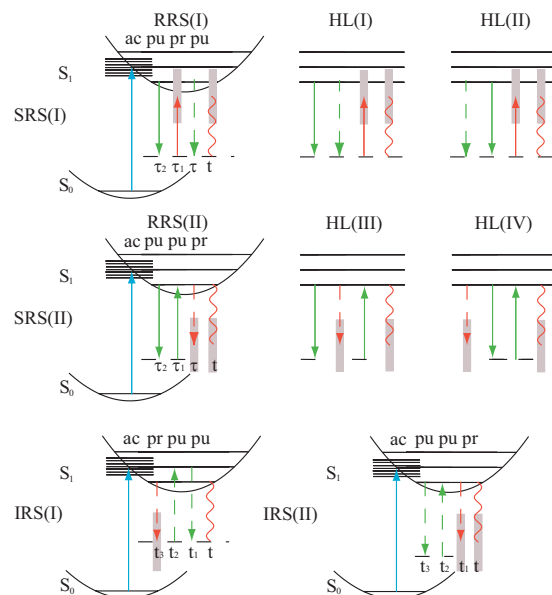 RRS(I) HL(I) HL(II)
ac pu pr pu
S₁
SRS(I)
τ₂ τ₁ τ t
S₀
RRS(II) HL(III) HL(IV)
ac pu pu pr
S₁
SRS(II)
τ₂ τ₁ τ t
S₀
ac pr pu pu ac pu pu pr
S₁ S₁
IRS(I) IRS(II)
t₃ t₂ t₁ t t₃ t₂ t₁ t
S₀ S₀